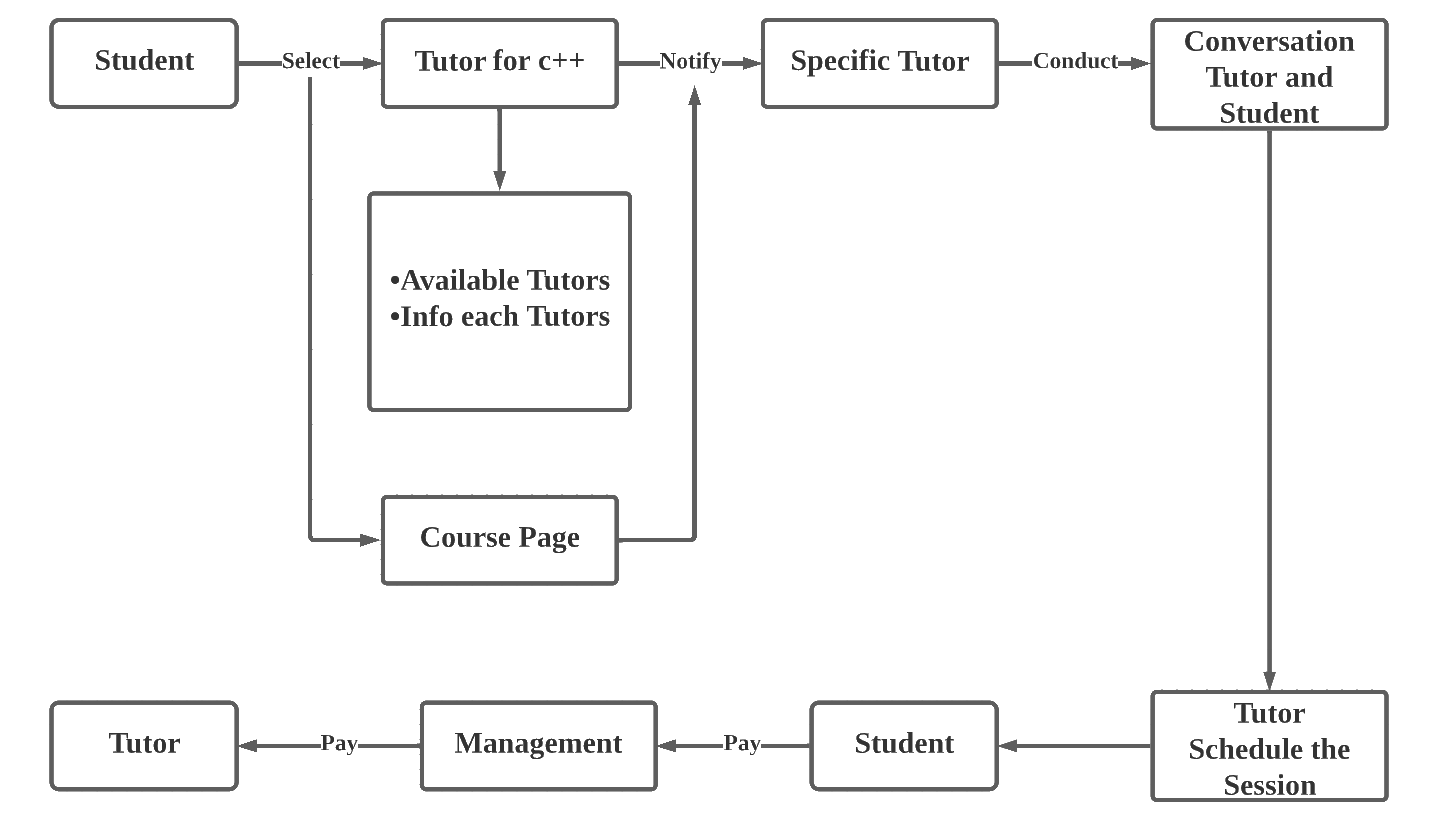 Student
Select
Tutor for c++
Notify
Specific Tutor
Conduct
Conversation
Tutor and
Student
•Available Tutors
•Info each Tutors
Course Page
Tutor
Pay
Management
Pay
Student
Tutor
Schedule the
Session